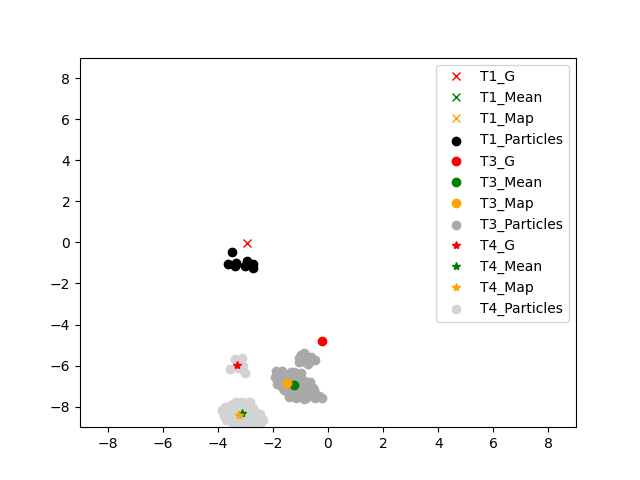 8
6
4
2
0
−2
−4
−6
−8
−8
−6
−4
−2
0
2
4
6
8
T1_G
T1_Mean
T1_Map
T1_Particles
T3_G
T3_Mean
T3_Map
T3_Particles
T4_G
T4_Mean
T4_Map
T4_Particles